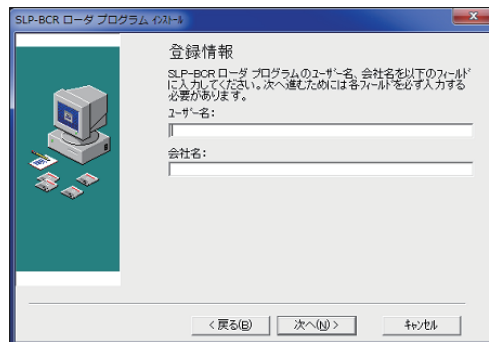 SLP-BCR ローダ プログラム ｲﾝｽﾄｰﾙ
登録情報
SLP-BCR ローダ プログラムのﾕｰｻﾞｰ名、会社名を以下のﾌｨｰﾙﾄﾞ
に入力してください。次へ進むためには各ﾌｨｰﾙﾄﾞを必ず入力する
必要があります。
ﾕｰｻﾞｰ名:
会社名:
< 戻る(B)
次へ(N) >
ｷｬﾝｾﾙ